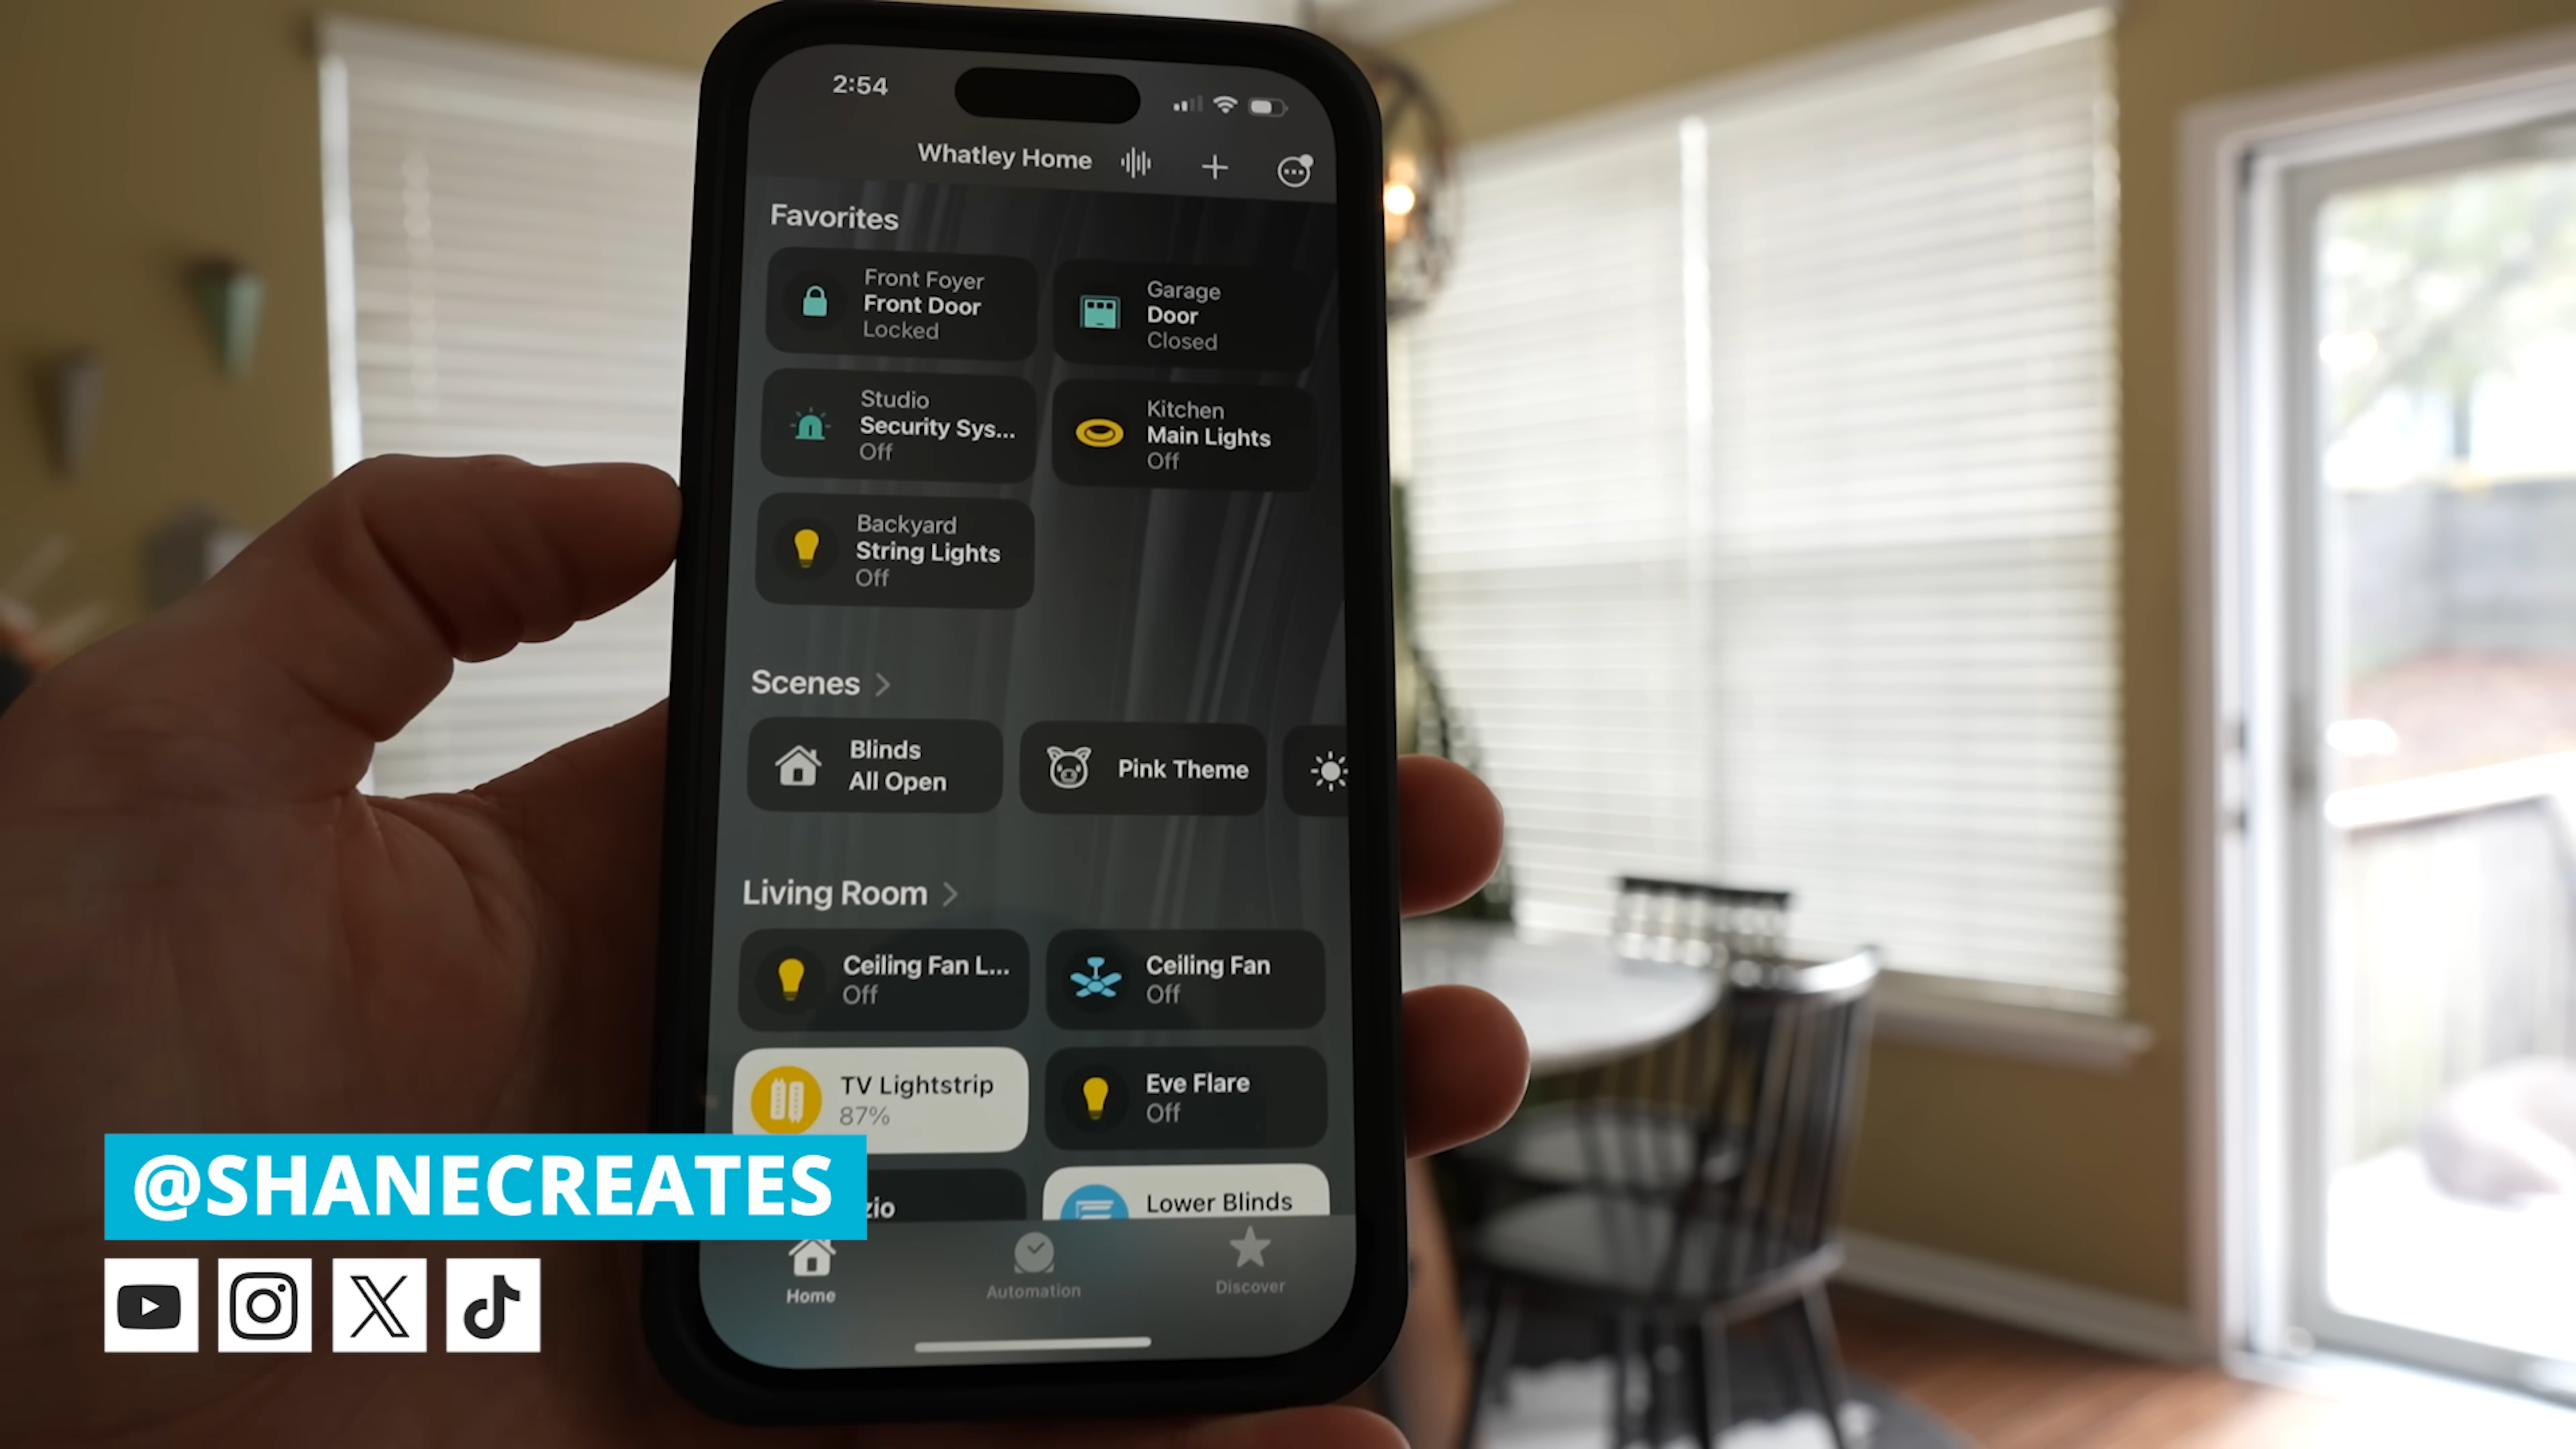 2:54
Whatley Home
Favorites
Front Foyer
Front Door
Locked
Garage
Door
Closed
Studio
Security Sys...
Off
Kitchen
Main Lights
Off
Backyard
String Lights
Off
Scenes
Blinds
All Open
Pink Theme
Living Room
Ceiling Fan L...
Off
Ceiling Fan
Off
TV Lightstrip
87%
Eve Flare
Off
zio
Lower Blinds
Home
Automation
Discover
@SHANECREATES